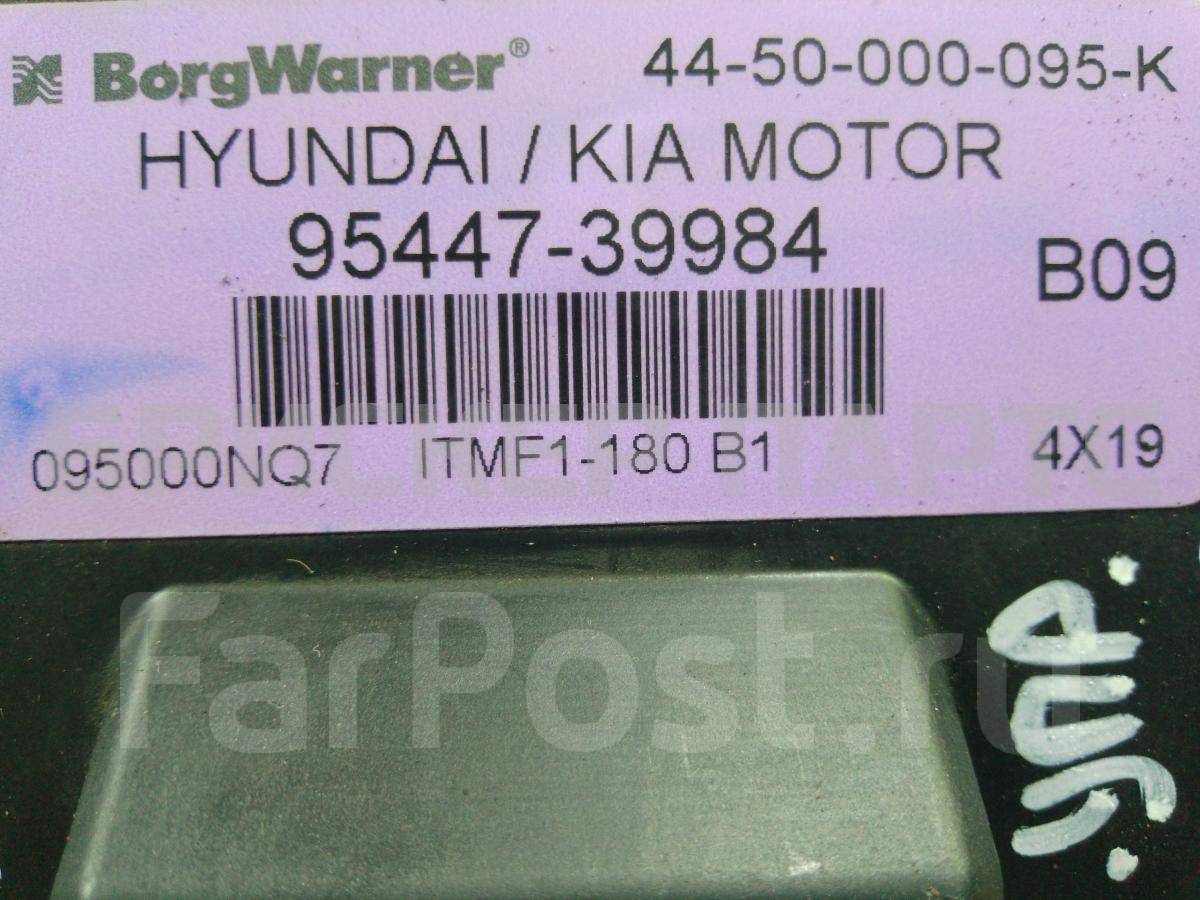 BorgWarner® 44-50-000-095-K
HYUNDAI / KIA MOTOR
95447-39984
B09
095000NQ7 ITMF1-180 B1 4X19
FarPost.ru